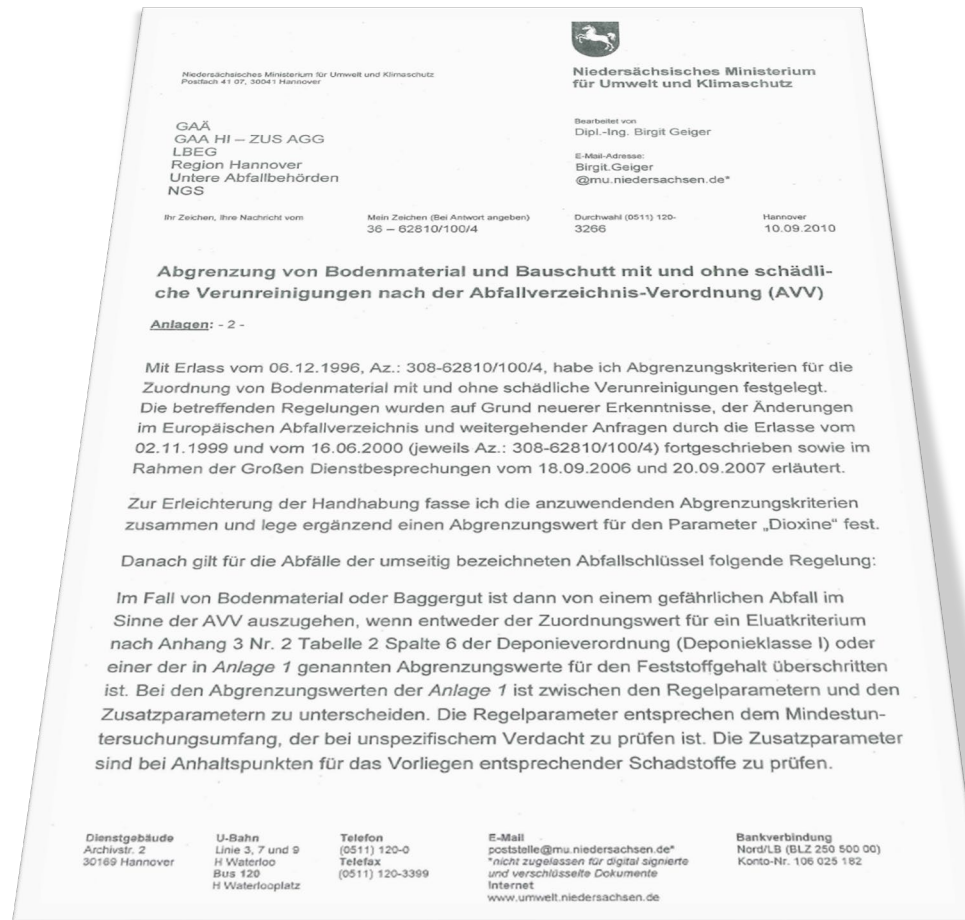 Niedersächsisches Ministerium für Umwelt und Klimaschutz
Postfach 41 07, 30041 Hannover
Niedersächsisches Ministerium
für Umwelt und Klimaschutz
GAÄ
GAA HI – ZUS AGG
LBEG
Region Hannover
Untere Abfallbehörden
NGS
Bearbeitet von
Dipl.-Ing. Birgit Geiger
E-Mail-Adresse:
Birgit.Geiger
@mu.niedersachsen.de*
Ihr Zeichen, Ihre Nachricht vom
Mein Zeichen (Bei Antwort angeben)
36 – 62810/100/4
Durchwahl (0511) 120-
3266
Hannover
10.09.2010
Abgrenzung von Bodenmaterial und Bauschutt mit und ohne schädli-
che Verunreinigungen nach der Abfallverzeichnis-Verordnung (AVV)
Anlagen: - 2 -
Mit Erlass vom 06.12.1996, Az.: 308-62810/100/4, habe ich Abgrenzungskriterien für die
Zuordnung von Bodenmaterial mit und ohne schädliche Verunreinigungen festgelegt.
Die betreffenden Regelungen wurden auf Grund neuerer Erkenntnisse, der Änderungen
im Europäischen Abfallverzeichnis und weitergehender Anfragen durch die Erlasse vom
02.11.1999 und vom 16.06.2000 (jeweils Az.: 308-62810/100/4) fortgeschrieben sowie im
Rahmen der Großen Dienstbesprechungen vom 18.09.2006 und 20.09.2007 erläutert.
Zur Erleichterung der Handhabung fasse ich die anzuwendenden Abgrenzungskriterien
zusammen und lege ergänzend einen Abgrenzungswert für den Parameter „Dioxine“ fest.
Danach gilt für die Abfälle der umseitig bezeichneten Abfallschlüssel folgende Regelung:
Im Fall von Bodenmaterial oder Baggergut ist dann von einem gefährlichen Abfall im
Sinne der AVV auszugehen, wenn entweder der Zuordnungswert für ein Eluatkriterium
nach Anhang 3 Nr. 2 Tabelle 2 Spalte 6 der Deponieverordnung (Deponieklasse I) oder
einer der in Anlage 1 genannten Abgrenzungswerte für den Feststoffgehalt überschritten
ist. Bei den Abgrenzungswerten der Anlage 1 ist zwischen den Regelparametern und den
Zusatzparametern zu unterscheiden. Die Regelparameter entsprechen dem Mindestun-
tersuchungsumfang, der bei unspezifischem Verdacht zu prüfen ist. Die Zusatzparameter
sind bei Anhaltspunkten für das Vorliegen entsprechender Schadstoffe zu prüfen.
Dienstgebäude
Archivstr. 2
30169 Hannover
U-Bahn
Linie 3, 7 und 9
H Waterloo
Bus 120
H Waterlooplatz
Telefon
(0511) 120-0
Telefax
(0511) 120-3399
E-Mail
poststelle@mu.niedersachsen.de*
*nicht zugelassen für digital signierte
und verschlüsselte Dokumente
Internet
www.umwelt.niedersachsen.de
Bankverbindung
Nord/LB (BLZ 250 500 00)
Konto-Nr. 106 025 182